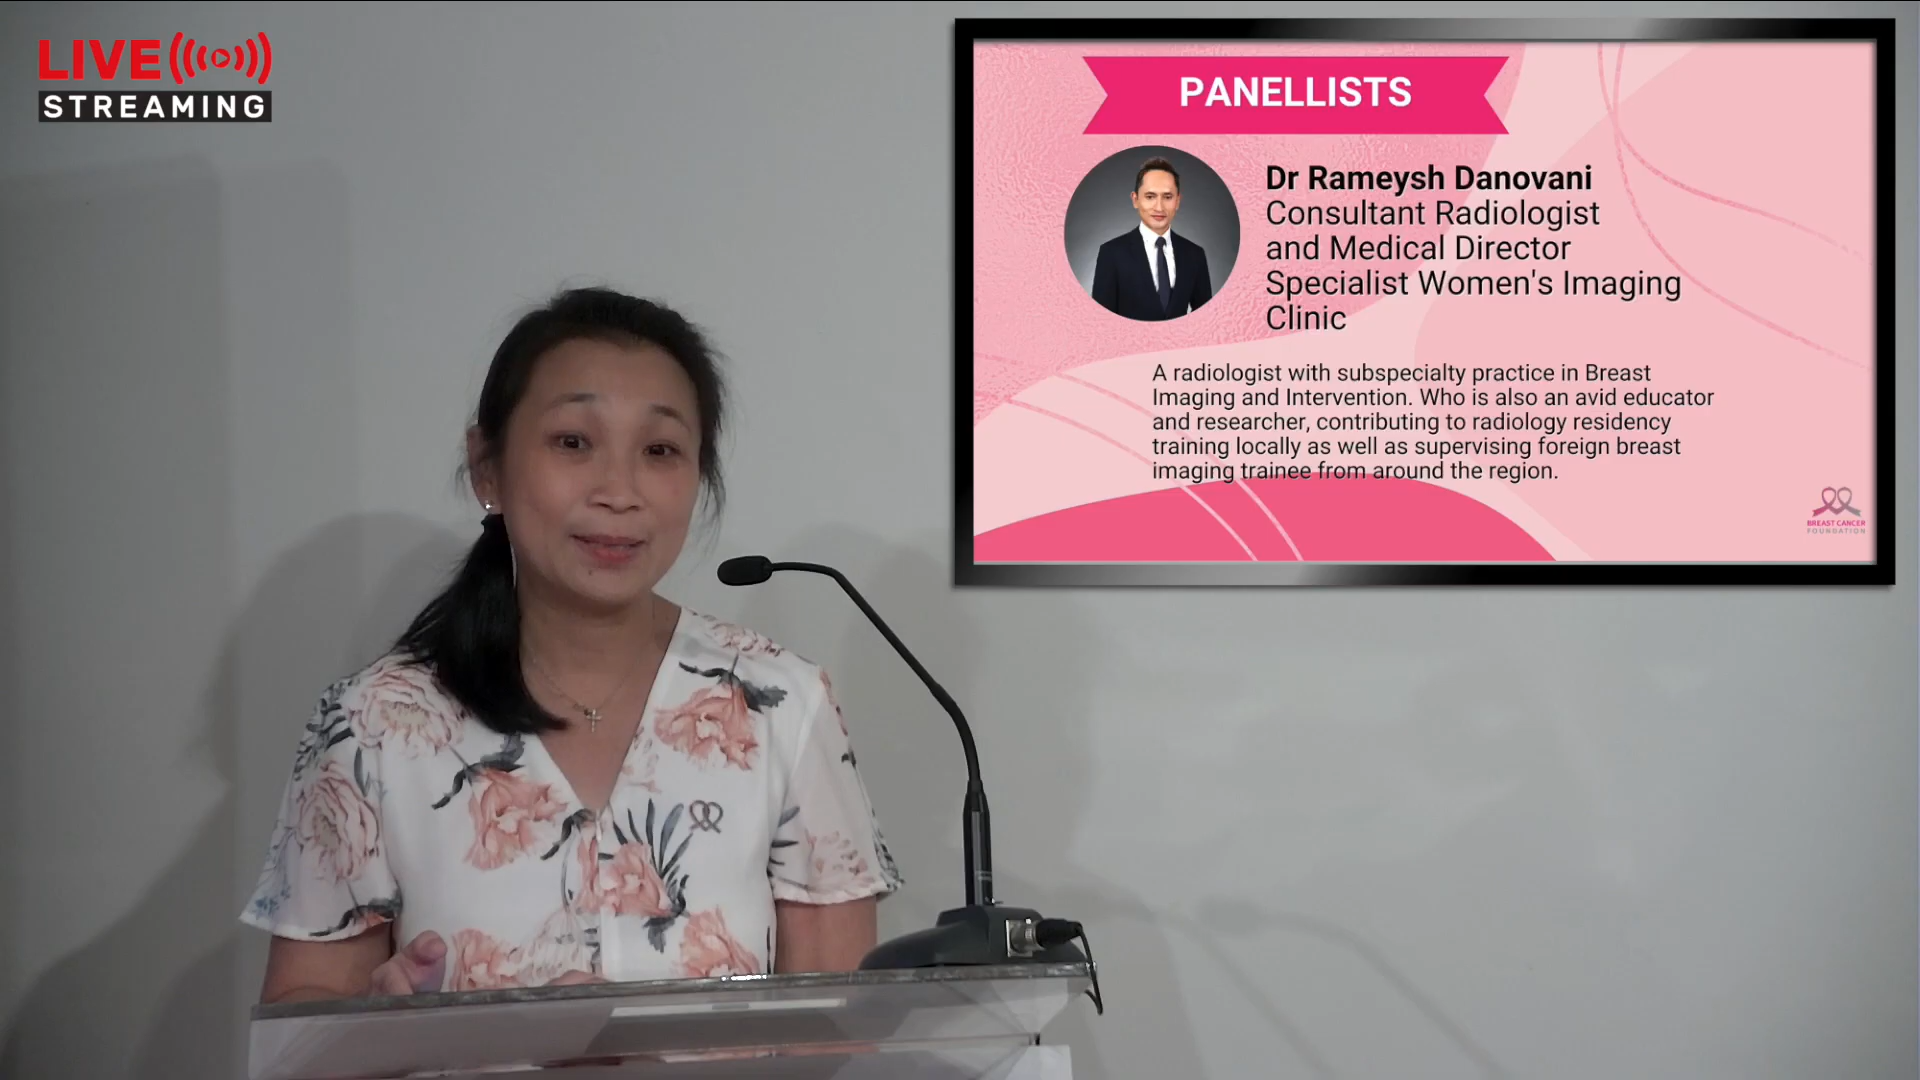 LIVE
STREAMING
PANELLISTS
Dr Rameysh Danovani
Consultant Radiologist
and Medical Director
Specialist Women's Imaging
Clinic
A radiologist with subspecialty practice in Breast
Imaging and Intervention. Who is also an avid educator
and researcher, contributing to radiology residency
training locally as well as supervising foreign breast
imaging trainee from around the region.
BREAST CANCER
FOUNDATION